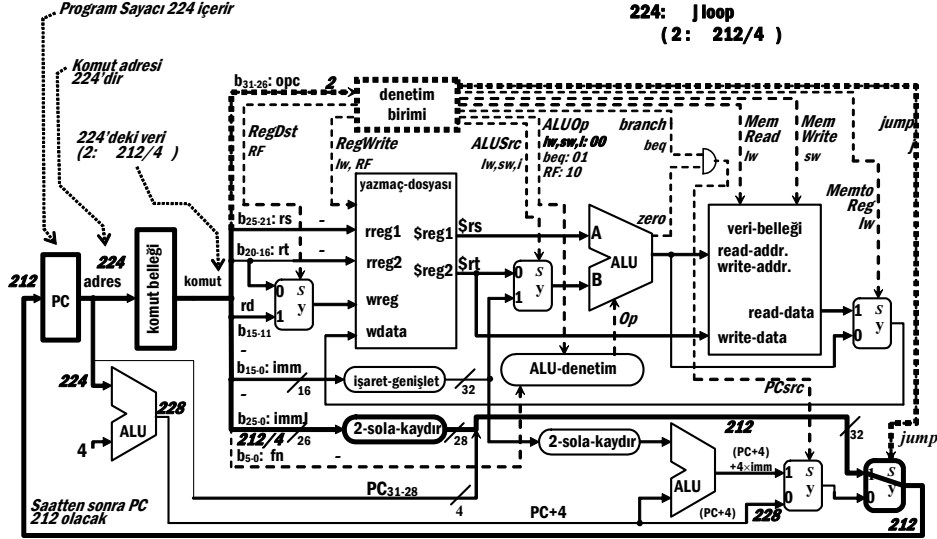 Program Sayacı 224 içerir
224: j loop
(2: 212/4 )
Komut adresi
224'dir
224'deki veri
(2: 212/4 )
b31-26: opc
2
denetim
birimi
RegDst
RF
RegWrite
lw, RF
ALUSrc
lw,sw,i
ALUOp
lw,sw,i: 00
beq: 01
RF: 10
branch
beq
Mem
Read
lw
Mem
Write
sw
jump
j
Memto
Reg
lw
yazmaç-dosyası
b25-21: rs
-
rreg1
$reg1
$rs
b20-16: rt
-
rreg2
$reg2
$rt
0
1
s
y
wreg
rd
b15-11
-
wdata
212
PC
adres
224
komut belleği
komut
0
1
s
y
A
B
ALU
zero
Op
veri-belleği
read-addr.
write-addr.
read-data
write-data
1
0
s
y
b15-0: imm
16
-
işaret-genişlet
32
ALU-denetim
PCsrc
224
228
ALU
4
b25-0: immJ
212/4
26
2-sola-kaydır
28
b5-0: fn
-
2-sola-kaydır
212
32
jump
ALU
(PC+4)
+4×imm
(PC+4)
1
0
s
y
228
1
0
s
y
212
PC31-28
4
PC+4
Saatten sonra PC
212 olacak